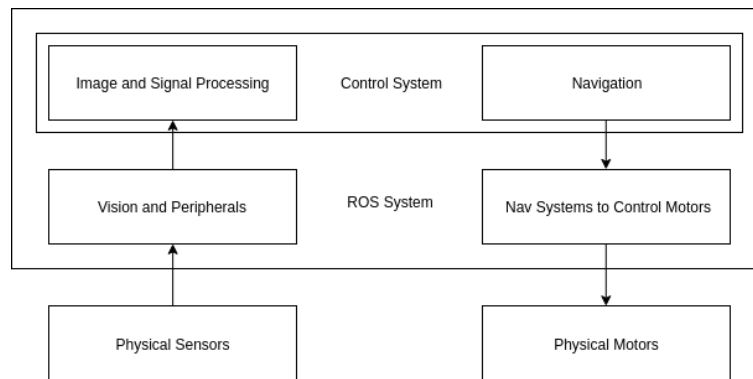 Image and Signal Processing
Control System
Navigation
Vision and Peripherals
ROS System
Nav Systems to Control Motors
Physical Sensors
Physical Motors